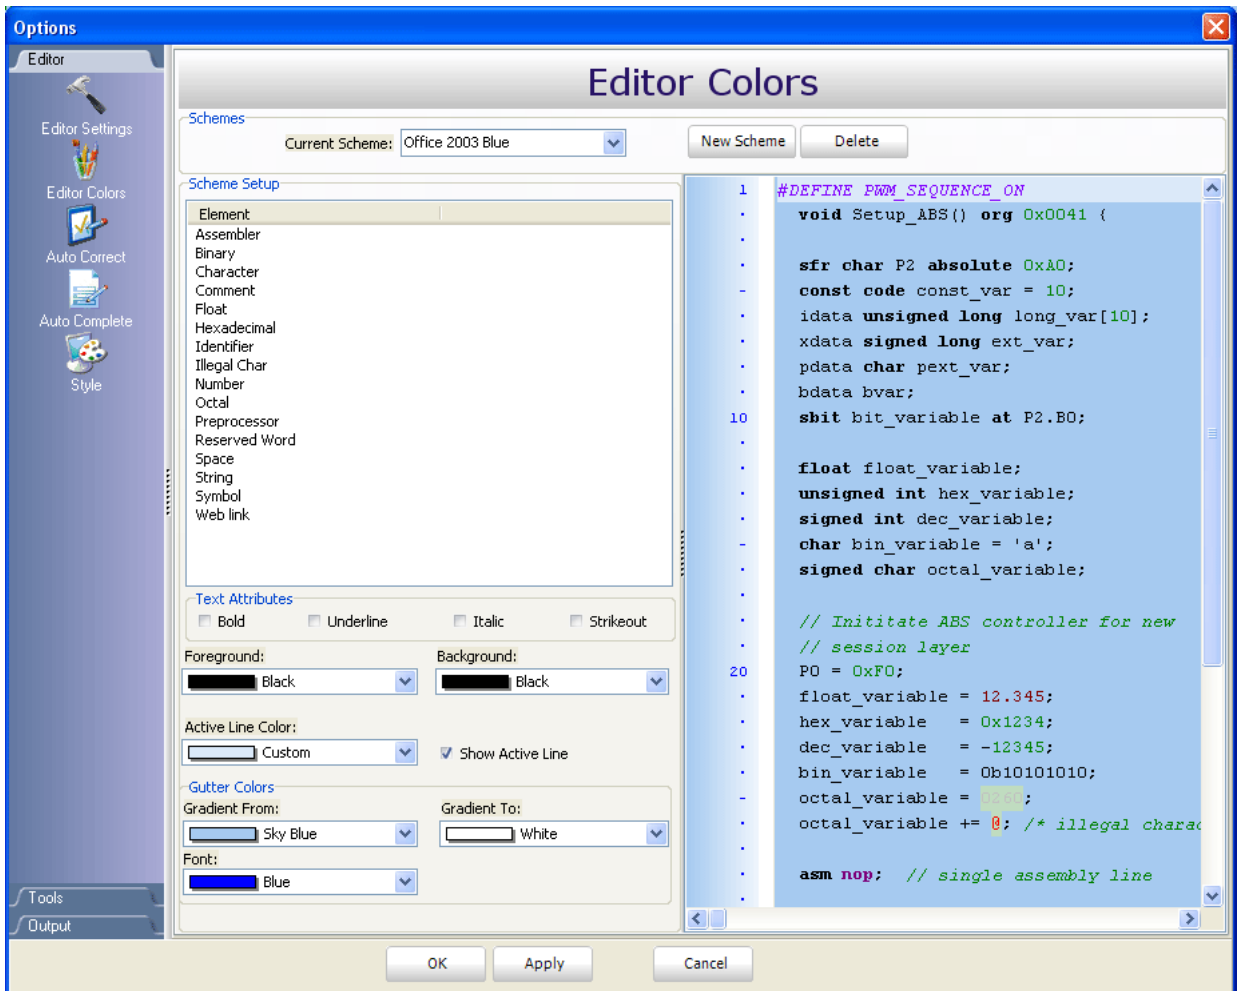 Options
Editor
Editor Settings
Editor Colors
Auto Correct
Auto Complete
Style
Tools
Output
Editor Colors
Schemes
Current Scheme: Office 2003 Blue New Scheme Delete
Scheme Setup
Element
Assembler
Binary
Character
Comment
Float
Hexadecimal
Identifier
Illegal Char
Number
Octal
Preprocessor
Reserved Word
Space
String
Symbol
Web link
Text Attributes
Bold Underline Italic Strikeout
Foreground: Background:
Black Black
Active Line Color:
Custom Show Active Line
Gutter Colors
Gradient From: Gradient To:
Sky Blue White
Font:
Blue
1 #DEFINE PWM_SEQUENCE_ON
void Setup_ABS() org 0x0041 {
sfr char P2 absolute 0xA0;
const code const_var = 10;
idata unsigned long long_var[10];
xdata signed long ext_var;
pdata char pext_var;
bdata bvar;
10 sbit bit_variable at P2.B0;
float float_variable;
unsigned int hex_variable;
signed int dec_variable;
char bin_variable = 'a';
signed char octal_variable;
// Inititate ABS controller for new
// session layer
20 P0 = 0xF0;
float_variable = 12.345;
hex_variable = 0x1234;
dec_variable = -12345;
bin_variable = 0b10101010;
octal_variable = 0260;
octal_variable += @; /* illegal charac
asm nop; // single assembly line
OK Apply Cancel